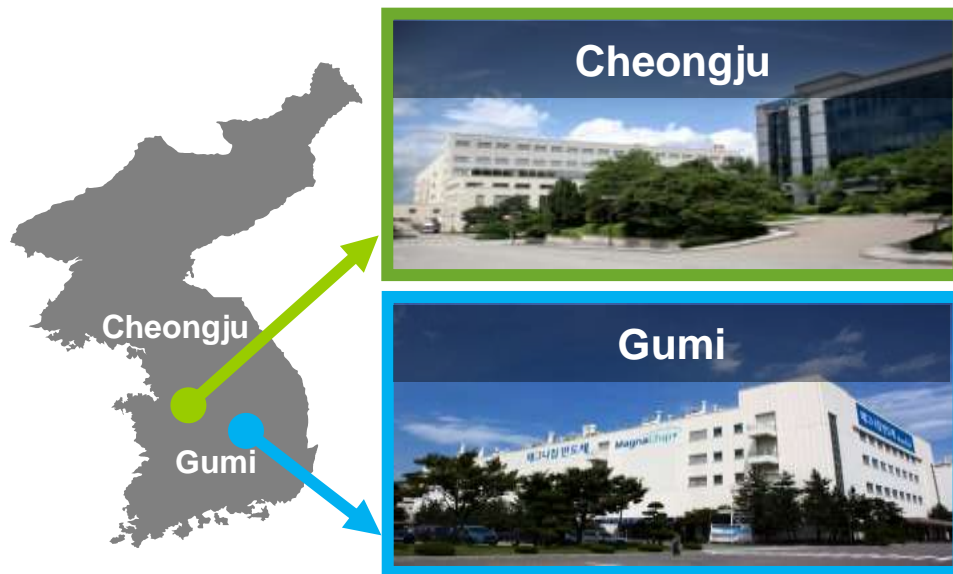 Cheongju
Cheongju
Gumi
Gumi
매그나칩 반도체 MagnaChip